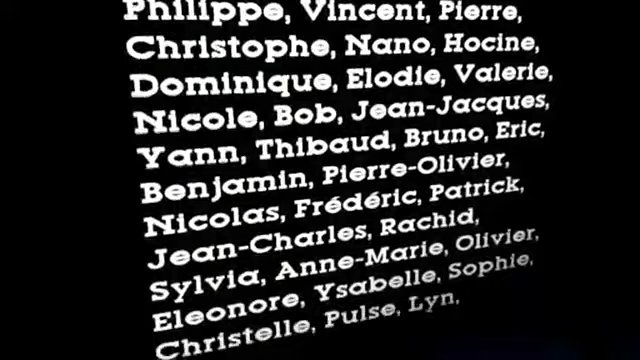 Philippe, Vincent, Pierre,
Christophe, Nano, Hocine,
Dominique, Elodie, Valerie,
Nicole, Bob, Jean-Jacques,
Yann, Thibaud, Bruno, Eric,
Benjamin, Pierre-Olivier,
Nicolas, Frédéric, Patrick,
Jean-Charles, Rachid,
Sylvia, Anne-Marie, Olivier,
Eleonore, Ysabelle, Sophie,
Christelle, Pulse, Lyn,